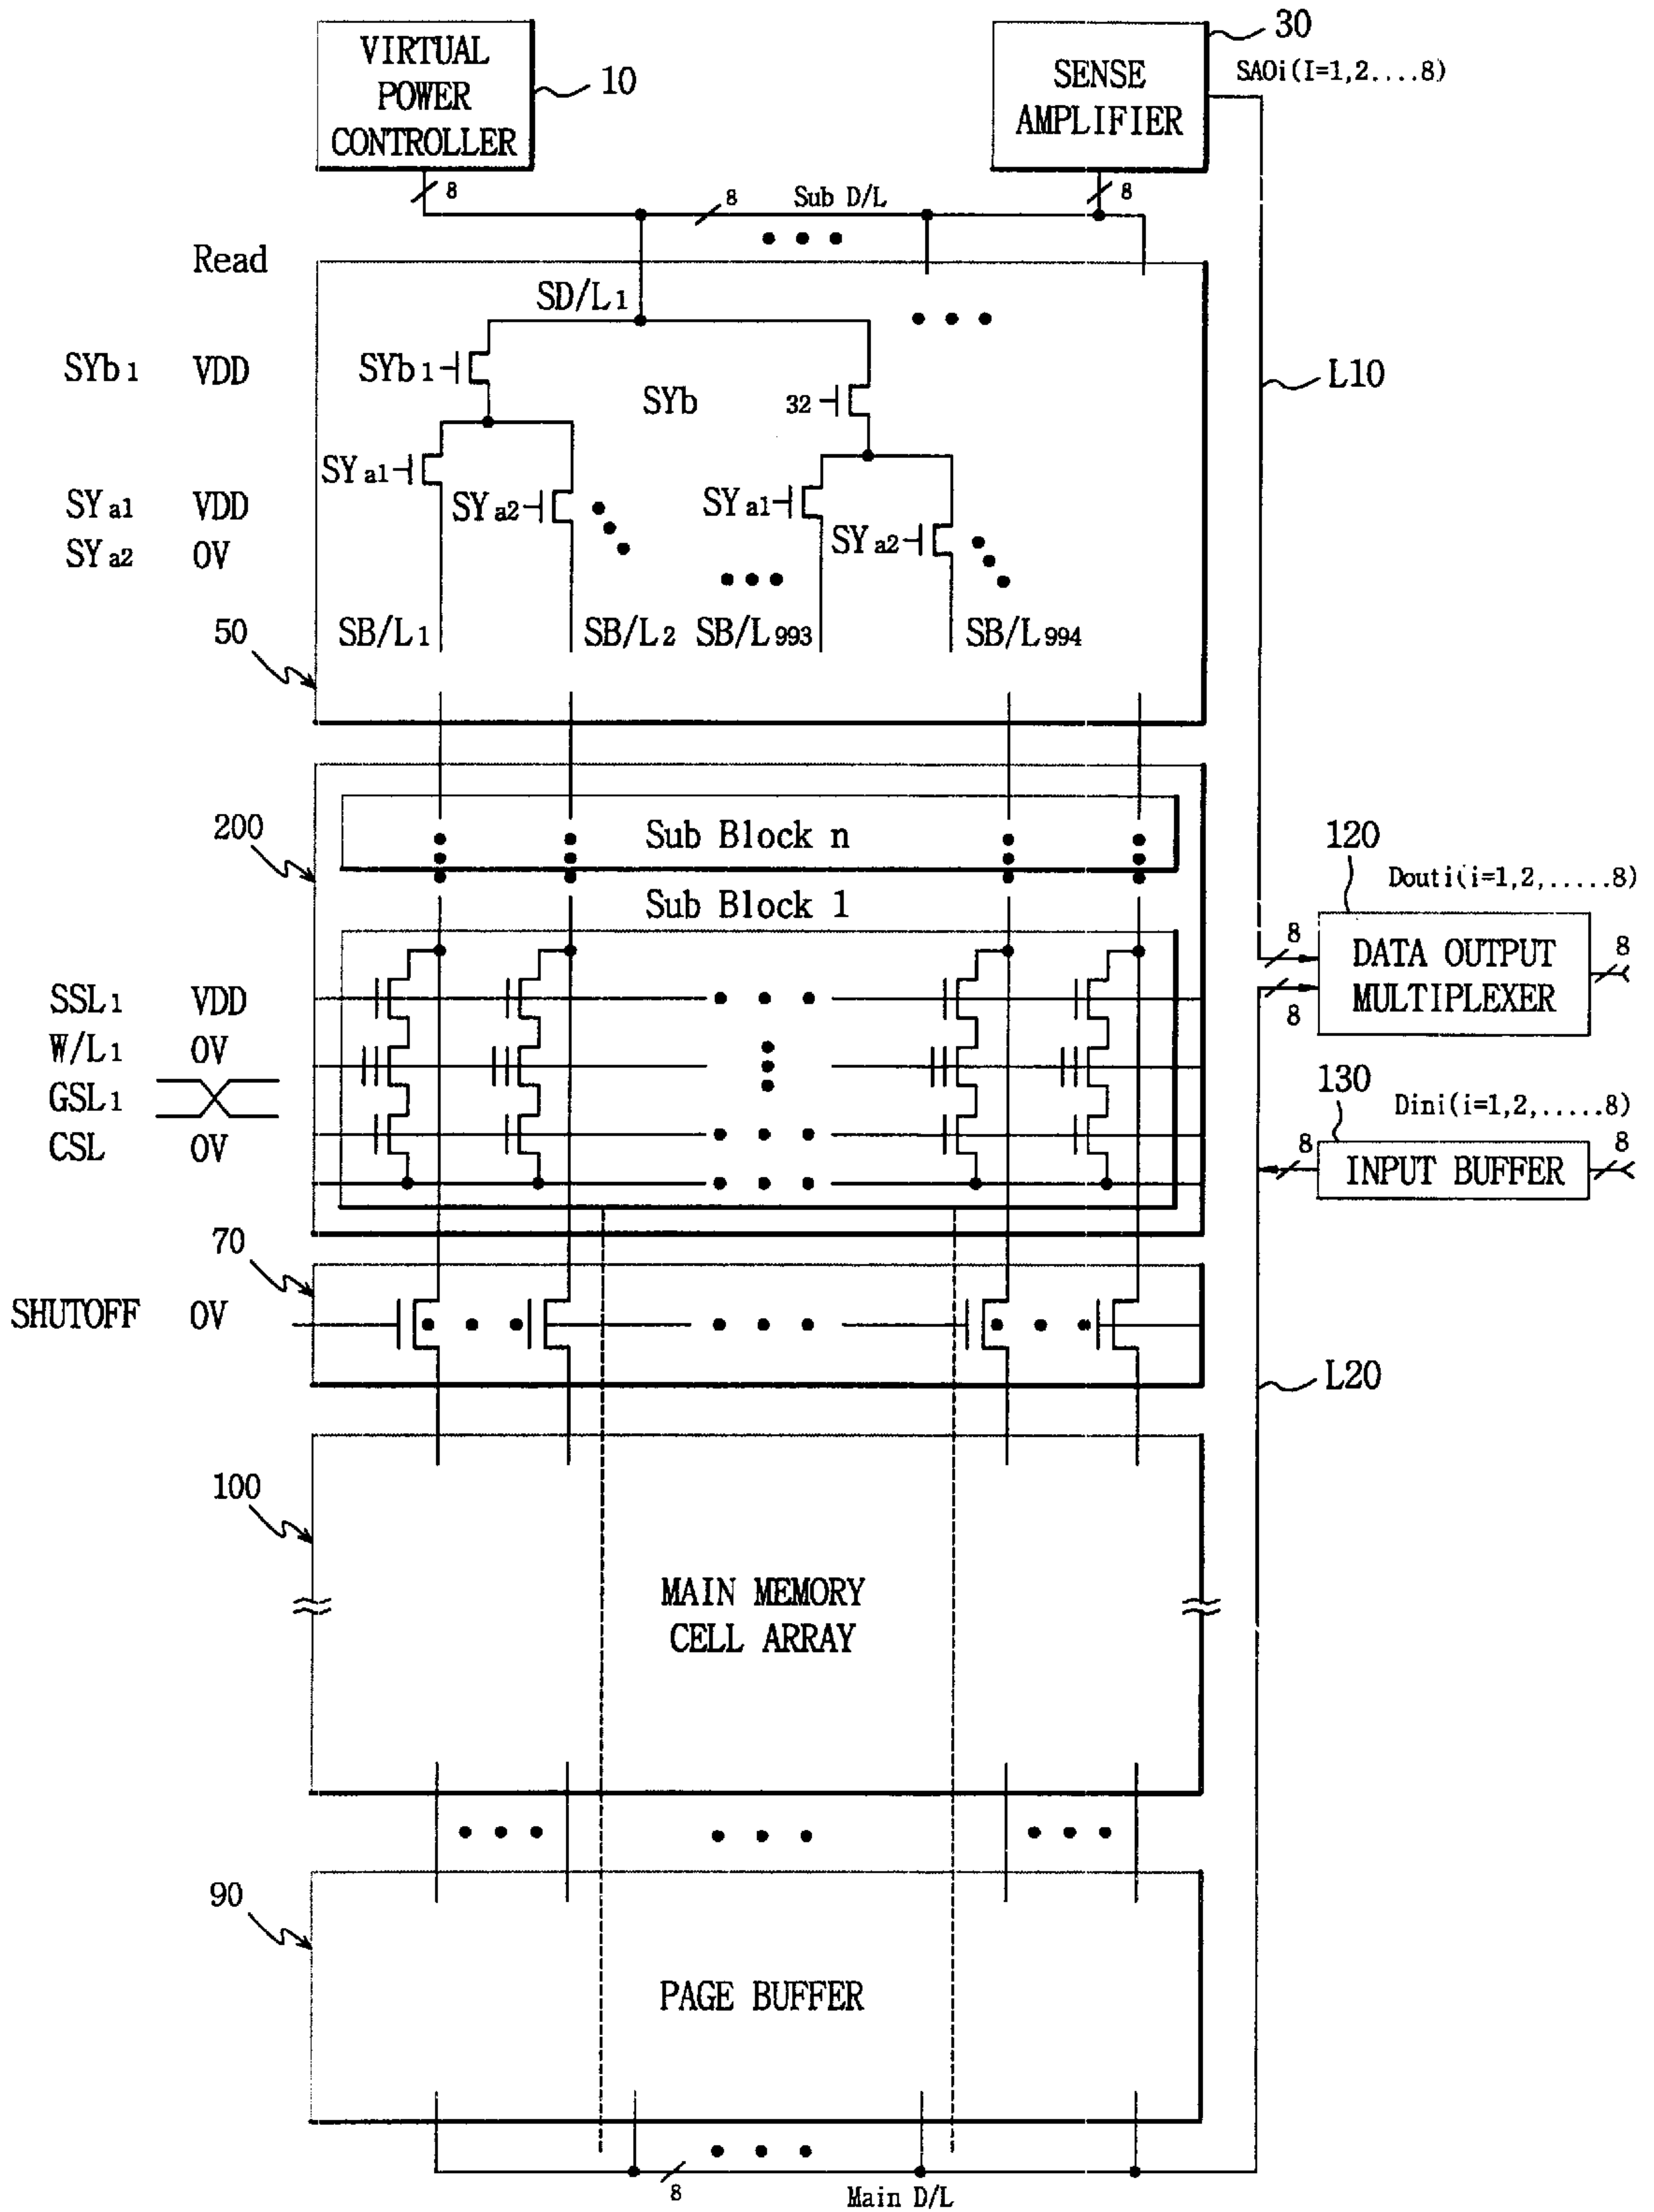 VIRTUAL
POWER
CONTROLLER
10
SENSE
AMPLIFIER
30
SAOi(I=1,2....8)
8
8
Sub D/L
8
Read
SD/L1
SYb1
VDD
SYb1
SYb
32
L10
SYa1
SYa2
SYa1
SYa2
SYa1
VDD
SYa2
0V
50
SB/L1
SB/L2
SB/L993
SB/L994
200
Sub Block n
Sub Block 1
120
Douti(i=1,2,.....8)
8
DATA OUTPUT
MULTIPLEXER
8
8
SSL1
VDD
W/L1
0V
GSL1
CSL
0V
130
Dini(i=1,2,.....8)
8
INPUT BUFFER
8
70
SHUTOFF
0V
L20
100
MAIN MEMORY
CELL ARRAY
90
PAGE BUFFER
8
Main D/L